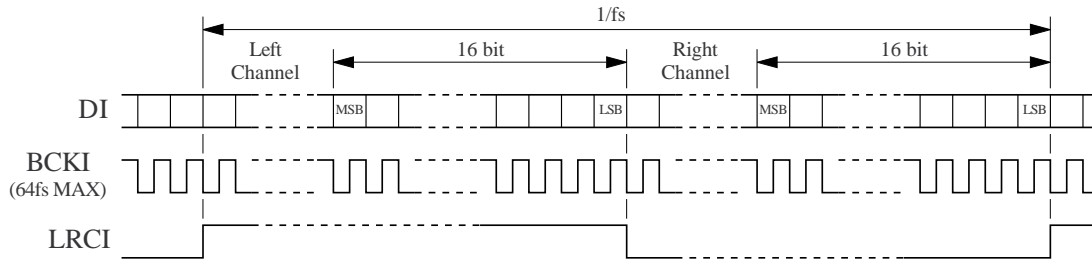 1/fs
Left
Channel
16 bit
Right
Channel
16 bit
DI
MSB
LSB
MSB
LSB
BCKI
(64fs MAX)
LRCI